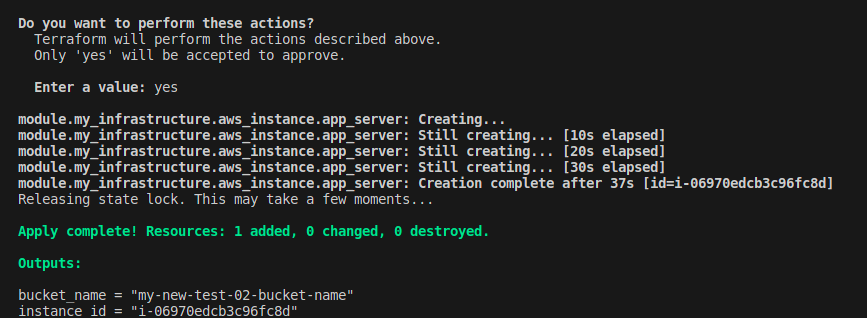 Do you want to perform these actions?
Terraform will perform the actions described above.
Only 'yes' will be accepted to approve.
Enter a value: yes
module.my_infrastructure.aws_instance.app_server: Creating...
module.my_infrastructure.aws_instance.app_server: Still creating... [10s elapsed]
module.my_infrastructure.aws_instance.app_server: Still creating... [20s elapsed]
module.my_infrastructure.aws_instance.app_server: Still creating... [30s elapsed]
module.my_infrastructure.aws_instance.app_server: Creation complete after 37s [id=i-06970edcb3c96fc8d]
Releasing state lock. This may take a few moments...
Apply complete! Resources: 1 added, 0 changed, 0 destroyed.
Outputs:
bucket_name = "my-new-test-02-bucket-name"
instance_id = "i-06970edcb3c96fc8d"